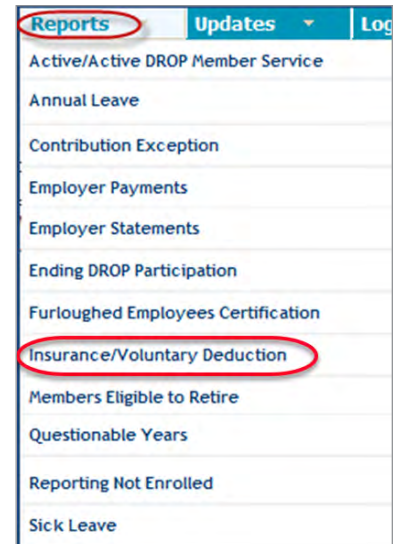 Reports Updates Log
Active/Active DROP Member Service
Annual Leave
Contribution Exception
Employer Payments
Employer Statements
Ending DROP Participation
Furloughed Employees Certification
Insurance/Voluntary Deduction
Members Eligible to Retire
Questionable Years
Reporting Not Enrolled
Sick Leave